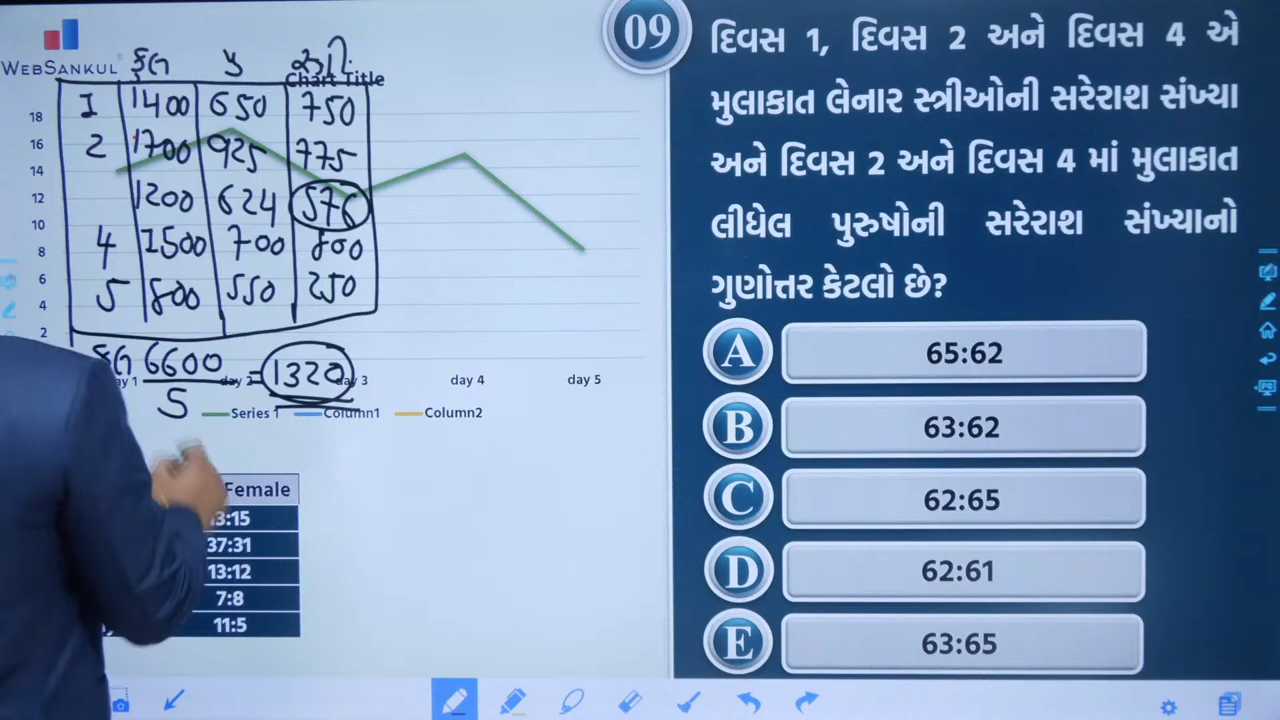 WEBSANKUL
કુલ પુ સ્ત્રી
Chart Title
1 1400 650 750
2 1700 925 775
1200 624 576
4 1500 700 800
5 800 550 250
18
16
14
12
10
8
6
4
2
કુલ 6600 / 5 = 1320
day 2 day 3 day 4 day 5
Series 1 Column1 Column2
Female
13:15
37:31
13:12
7:8
11:5
09
દિવસ 1, દિવસ 2 અને દિવસ 4 એ
મુલાકાત લેનાર સ્ત્રીઓની સરેરાશ સંખ્યા
અને દિવસ 2 અને દિવસ 4 માં મુલાકાત
લીધેલ પુરુષોની સરેરાશ સંખ્યાનો
ગુણોત્તર કેટલો છે?
A 65:62
B 63:62
C 62:65
D 62:61
E 63:65